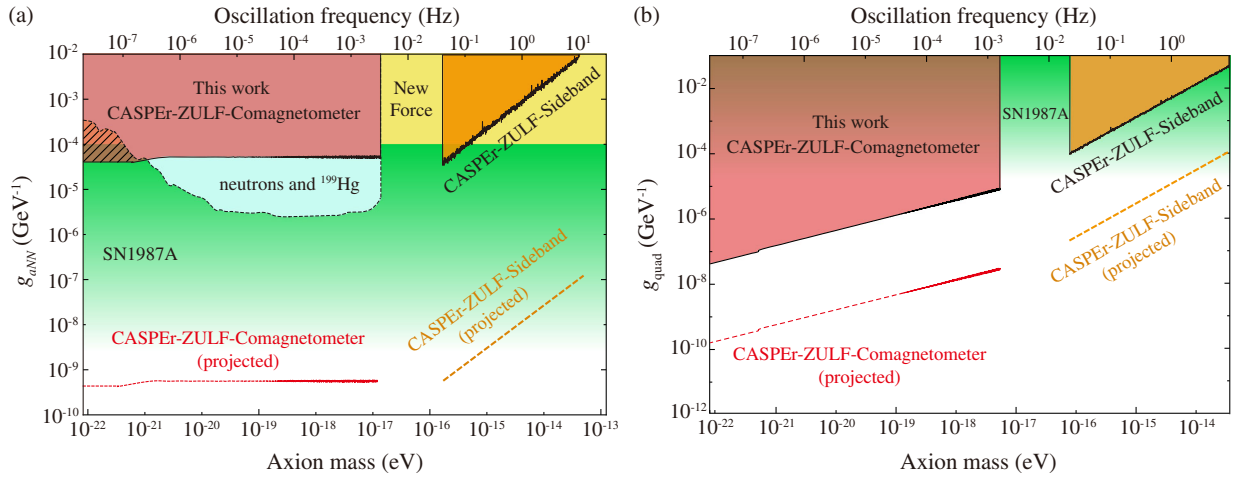 (a)
Oscillation frequency (Hz)
10⁻⁷ 10⁻⁶ 10⁻⁵ 10⁻⁴ 10⁻³ 10⁻² 10⁻¹ 10⁰ 10¹
10⁻²
10⁻³
10⁻⁴
10⁻⁵
10⁻⁶
10⁻⁷
10⁻⁸
10⁻⁹
10⁻¹⁰
g_aNN (GeV⁻¹)
This work
CASPEr-ZULF-Comagnetometer
New
Force
CASPEr-ZULF-Sideband
neutrons and ¹⁹⁹Hg
SN1987A
CASPEr-ZULF-Sideband
(projected)
CASPEr-ZULF-Comagnetometer
(projected)
10⁻²² 10⁻²¹ 10⁻²⁰ 10⁻¹⁹ 10⁻¹⁸ 10⁻¹⁷ 10⁻¹⁶ 10⁻¹⁵ 10⁻¹⁴ 10⁻¹³
Axion mass (eV)
(b)
Oscillation frequency (Hz)
10⁻⁷ 10⁻⁶ 10⁻⁵ 10⁻⁴ 10⁻³ 10⁻² 10⁻¹ 10⁰
10⁻²
10⁻⁴
10⁻⁶
10⁻⁸
10⁻¹⁰
10⁻¹²
g_quad (GeV⁻¹)
This work
CASPEr-ZULF-Comagnetometer
SN1987A
CASPEr-ZULF-Sideband
CASPEr-ZULF-Sideband
(projected)
CASPEr-ZULF-Comagnetometer
(projected)
10⁻²² 10⁻²¹ 10⁻²⁰ 10⁻¹⁹ 10⁻¹⁸ 10⁻¹⁷ 10⁻¹⁶ 10⁻¹⁵ 10⁻¹⁴
Axion mass (eV)